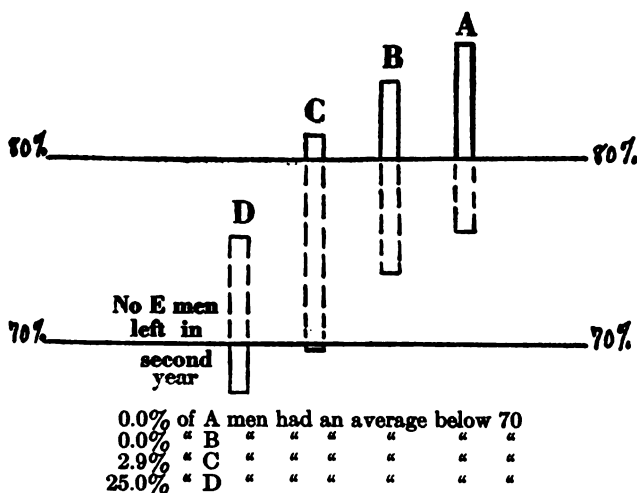 A
B
C
80% 80%
D
No E men
left in
70% 70%
second
year
0.0% of A men had an average below 70
0.0% “ B “ “ “ “ “ “
2.9% “ C “ “ “ “ “ “
25.0% “ D “ “ “ “ “ “